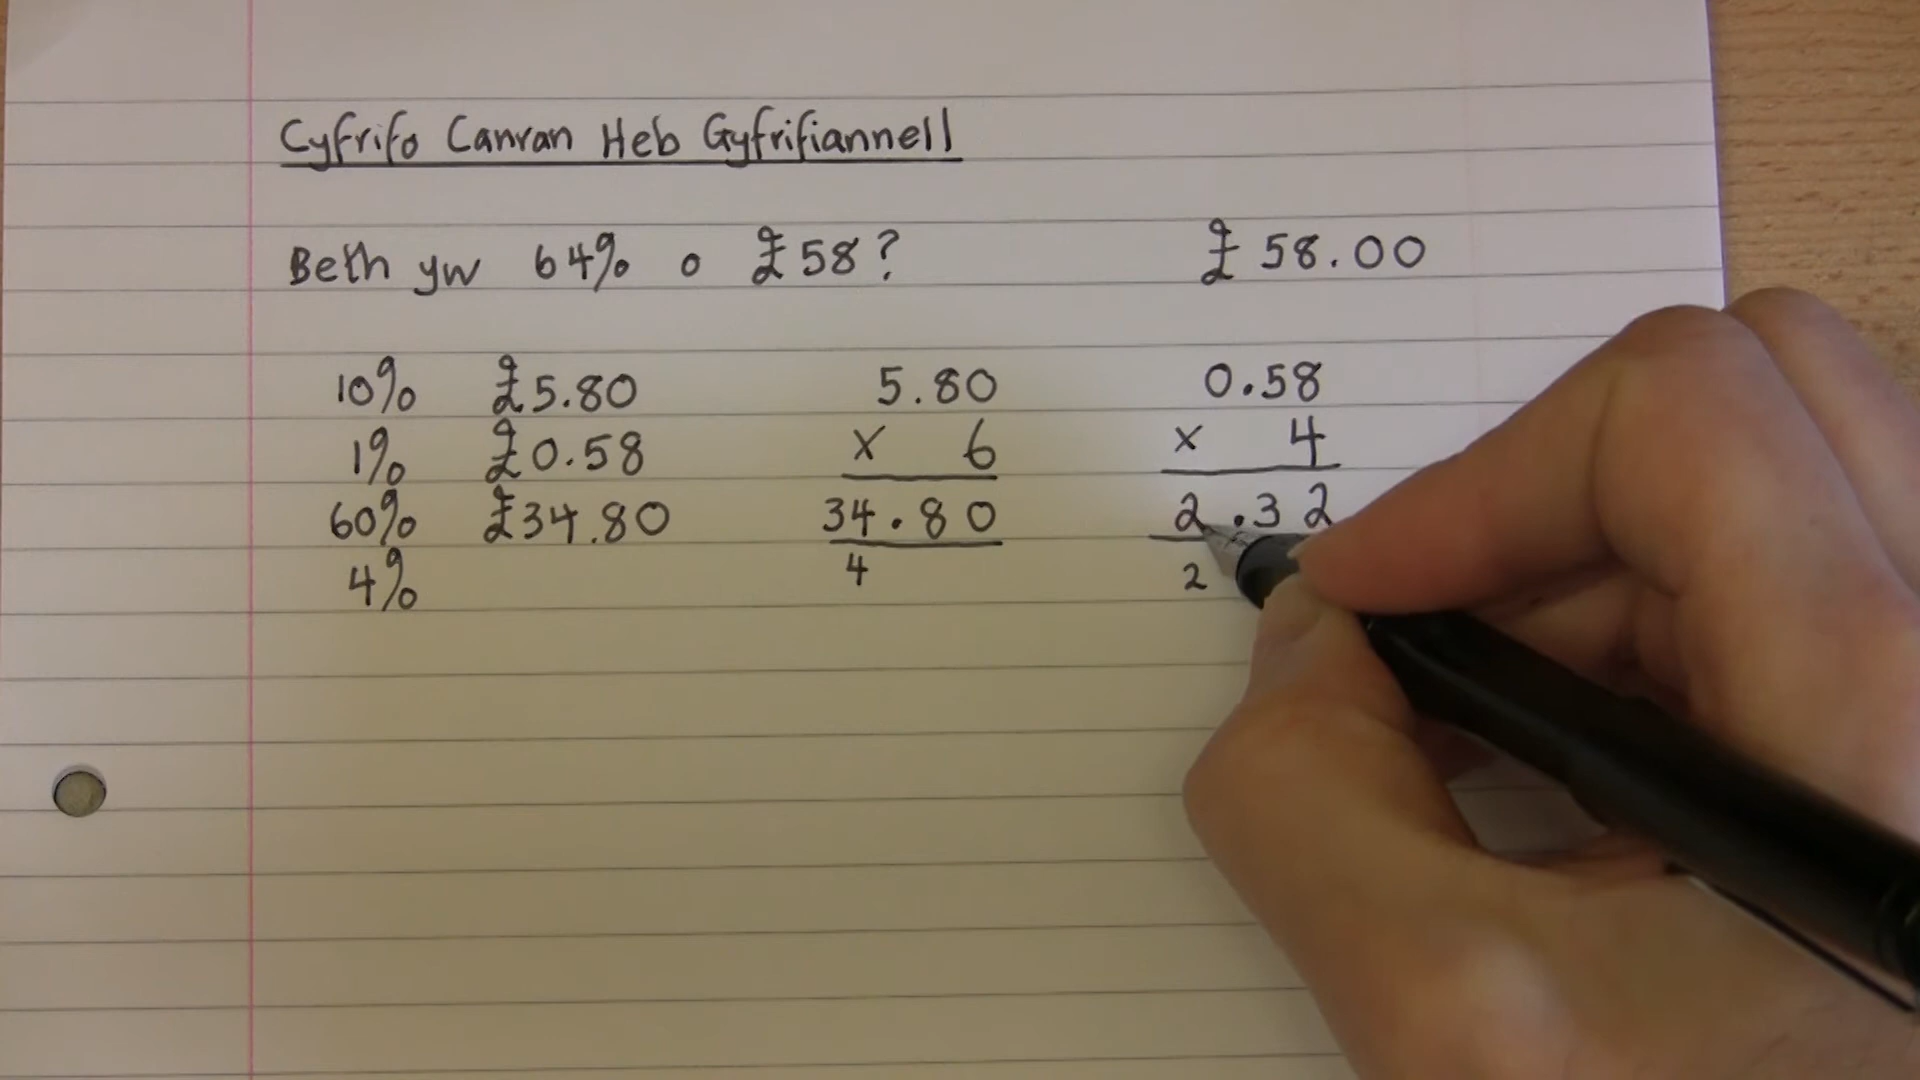 Cyfrifo Canran Heb Gyfrifiannell
Beth yw 64% o £58? £58.00
10% £5.80 5.80 0.58
1% £0.58 x 6 x 4
60% £34.80 34.80 2.32
4% 4 2